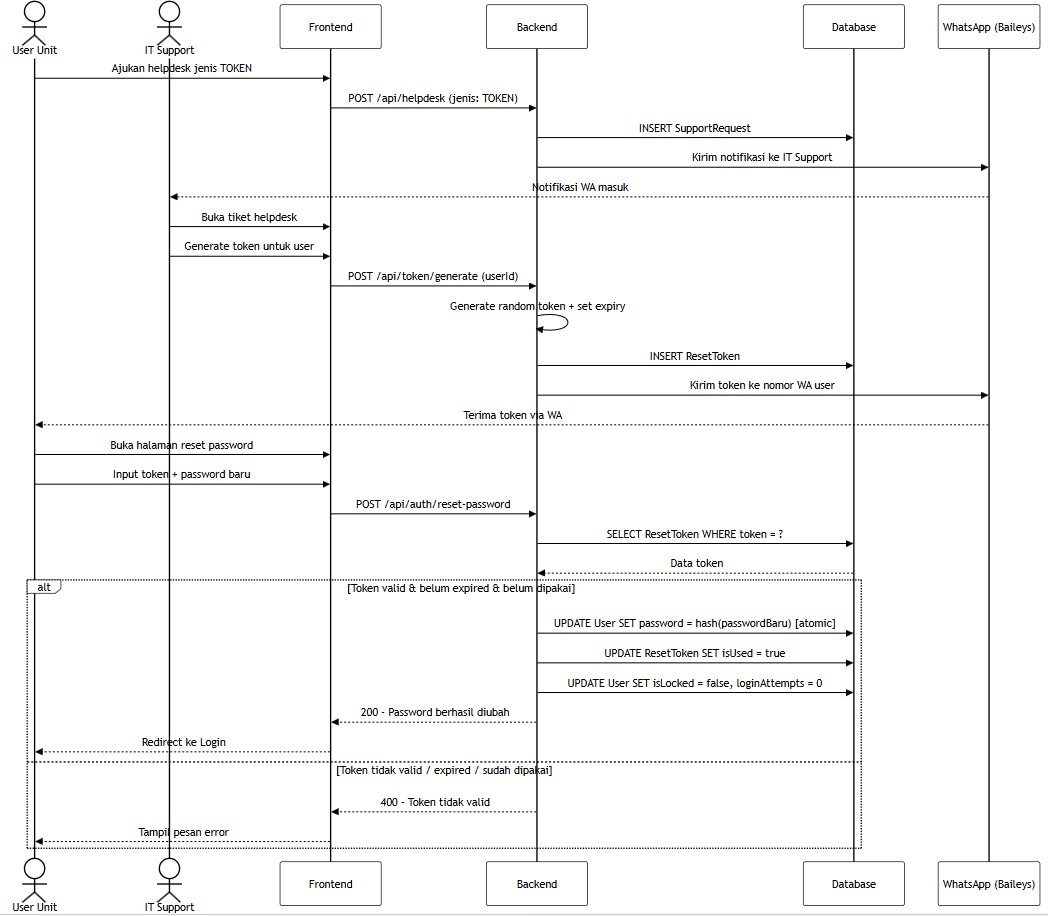 User Unit
IT Support
Frontend
Backend
Database
WhatsApp (Baileys)
Ajukan helpdesk jenis TOKEN
POST /api/helpdesk (jenis: TOKEN)
INSERT SupportRequest
Kirim notifikasi ke IT Support
Notifikasi WA masuk
Buka tiket helpdesk
Generate token untuk user
POST /api/token/generate (userId)
Generate random token + set expiry
INSERT ResetToken
Kirim token ke nomor WA user
Terima token via WA
Buka halaman reset password
Input token + password baru
POST /api/auth/reset-password
SELECT ResetToken WHERE token = ?
Data token
alt
[Token valid & belum expired & belum dipakai]
UPDATE User SET password = hash(passwordBaru) [atomic]
UPDATE ResetToken SET isUsed = true
UPDATE User SET isLocked = false, loginAttempts = 0
200 - Password berhasil diubah
Redirect ke Login
[Token tidak valid / expired / sudah dipakai]
400 - Token tidak valid
Tampil pesan error
User Unit
IT Support
Frontend
Backend
Database
WhatsApp (Baileys)